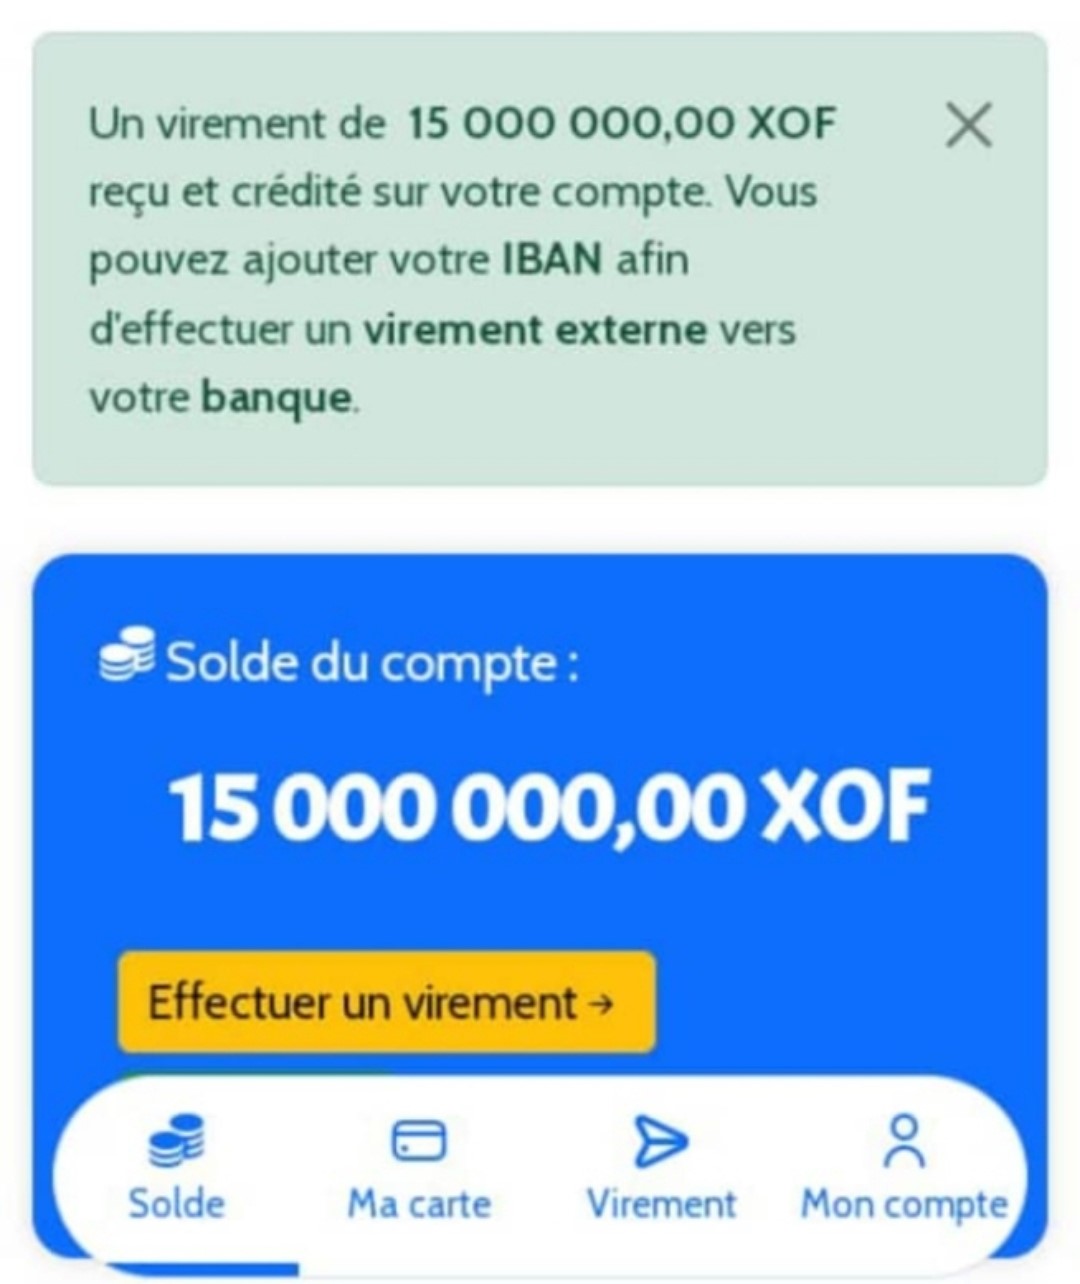 Un virement de 15 000 000,00 XOF
reçu et crédité sur votre compte. Vous
pouvez ajouter votre IBAN afin
d'effectuer un virement externe vers
votre banque.
Solde du compte :
15 000 000,00 XOF
Effectuer un virement →
Solde
Ma carte
Virement
Mon compte